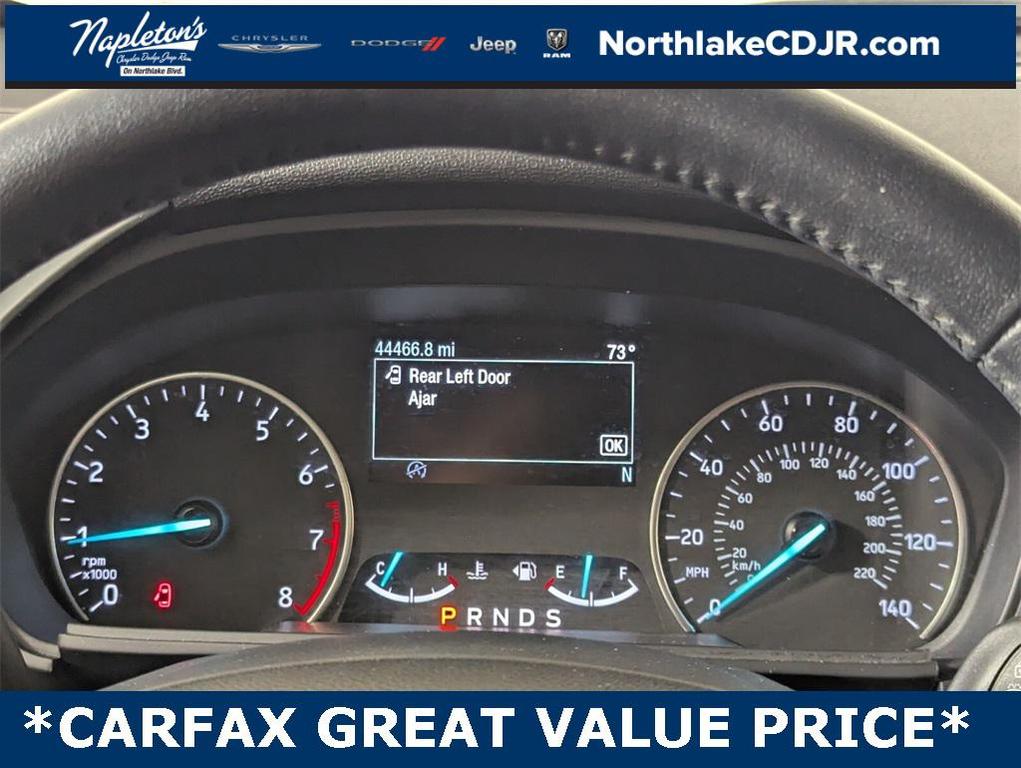 Napleton's
Chrysler Dodge Jeep Ram
On Northlake Blvd.
CHRYSLER DODGE Jeep RAM NorthlakeCDJR.com
44466.8 mi 73°
Rear Left Door
Ajar
OK
N
0 1 2 3 4 5 6 7 8
rpm
x1000
C H E F
P R N D S
0 20 40 60 80 100 120 140
MPH
20 40 60 80 100 120 140 160 180 200 220
km/h
*CARFAX GREAT VALUE PRICE*